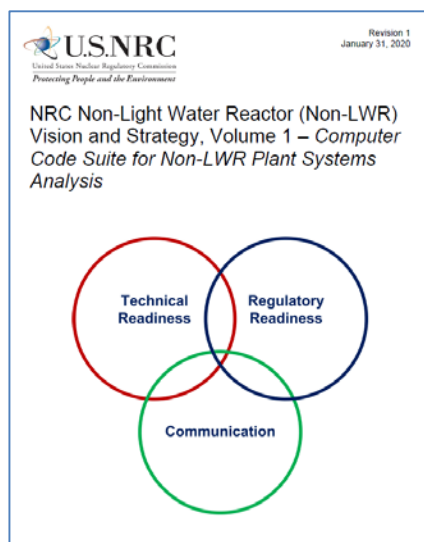 U.S.NRC
United States Nuclear Regulatory Commission
Protecting People and the Environment
Revision 1
January 31, 2020
NRC Non-Light Water Reactor (Non-LWR)
Vision and Strategy, Volume 1 – Computer
Code Suite for Non-LWR Plant Systems
Analysis
Technical
Readiness
Regulatory
Readiness
Communication